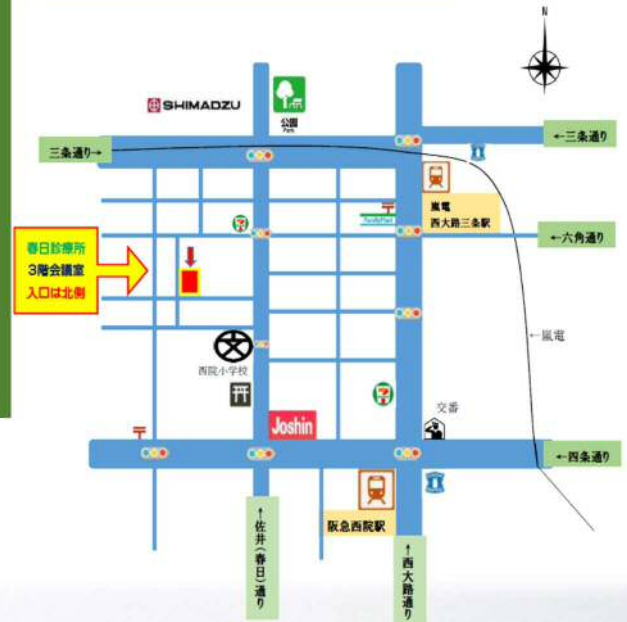 N
SHIMADZU
公園
Park
三条通り→
←三条通り
嵐電
西大路三条駅
FamilyMart
←六角通り
春日診療所
3階会議室
入口は北側
←嵐電
西院小学校
交番
Joshin
←四条通り
阪急西院駅
←佐井(春日)通り
←西大路通り